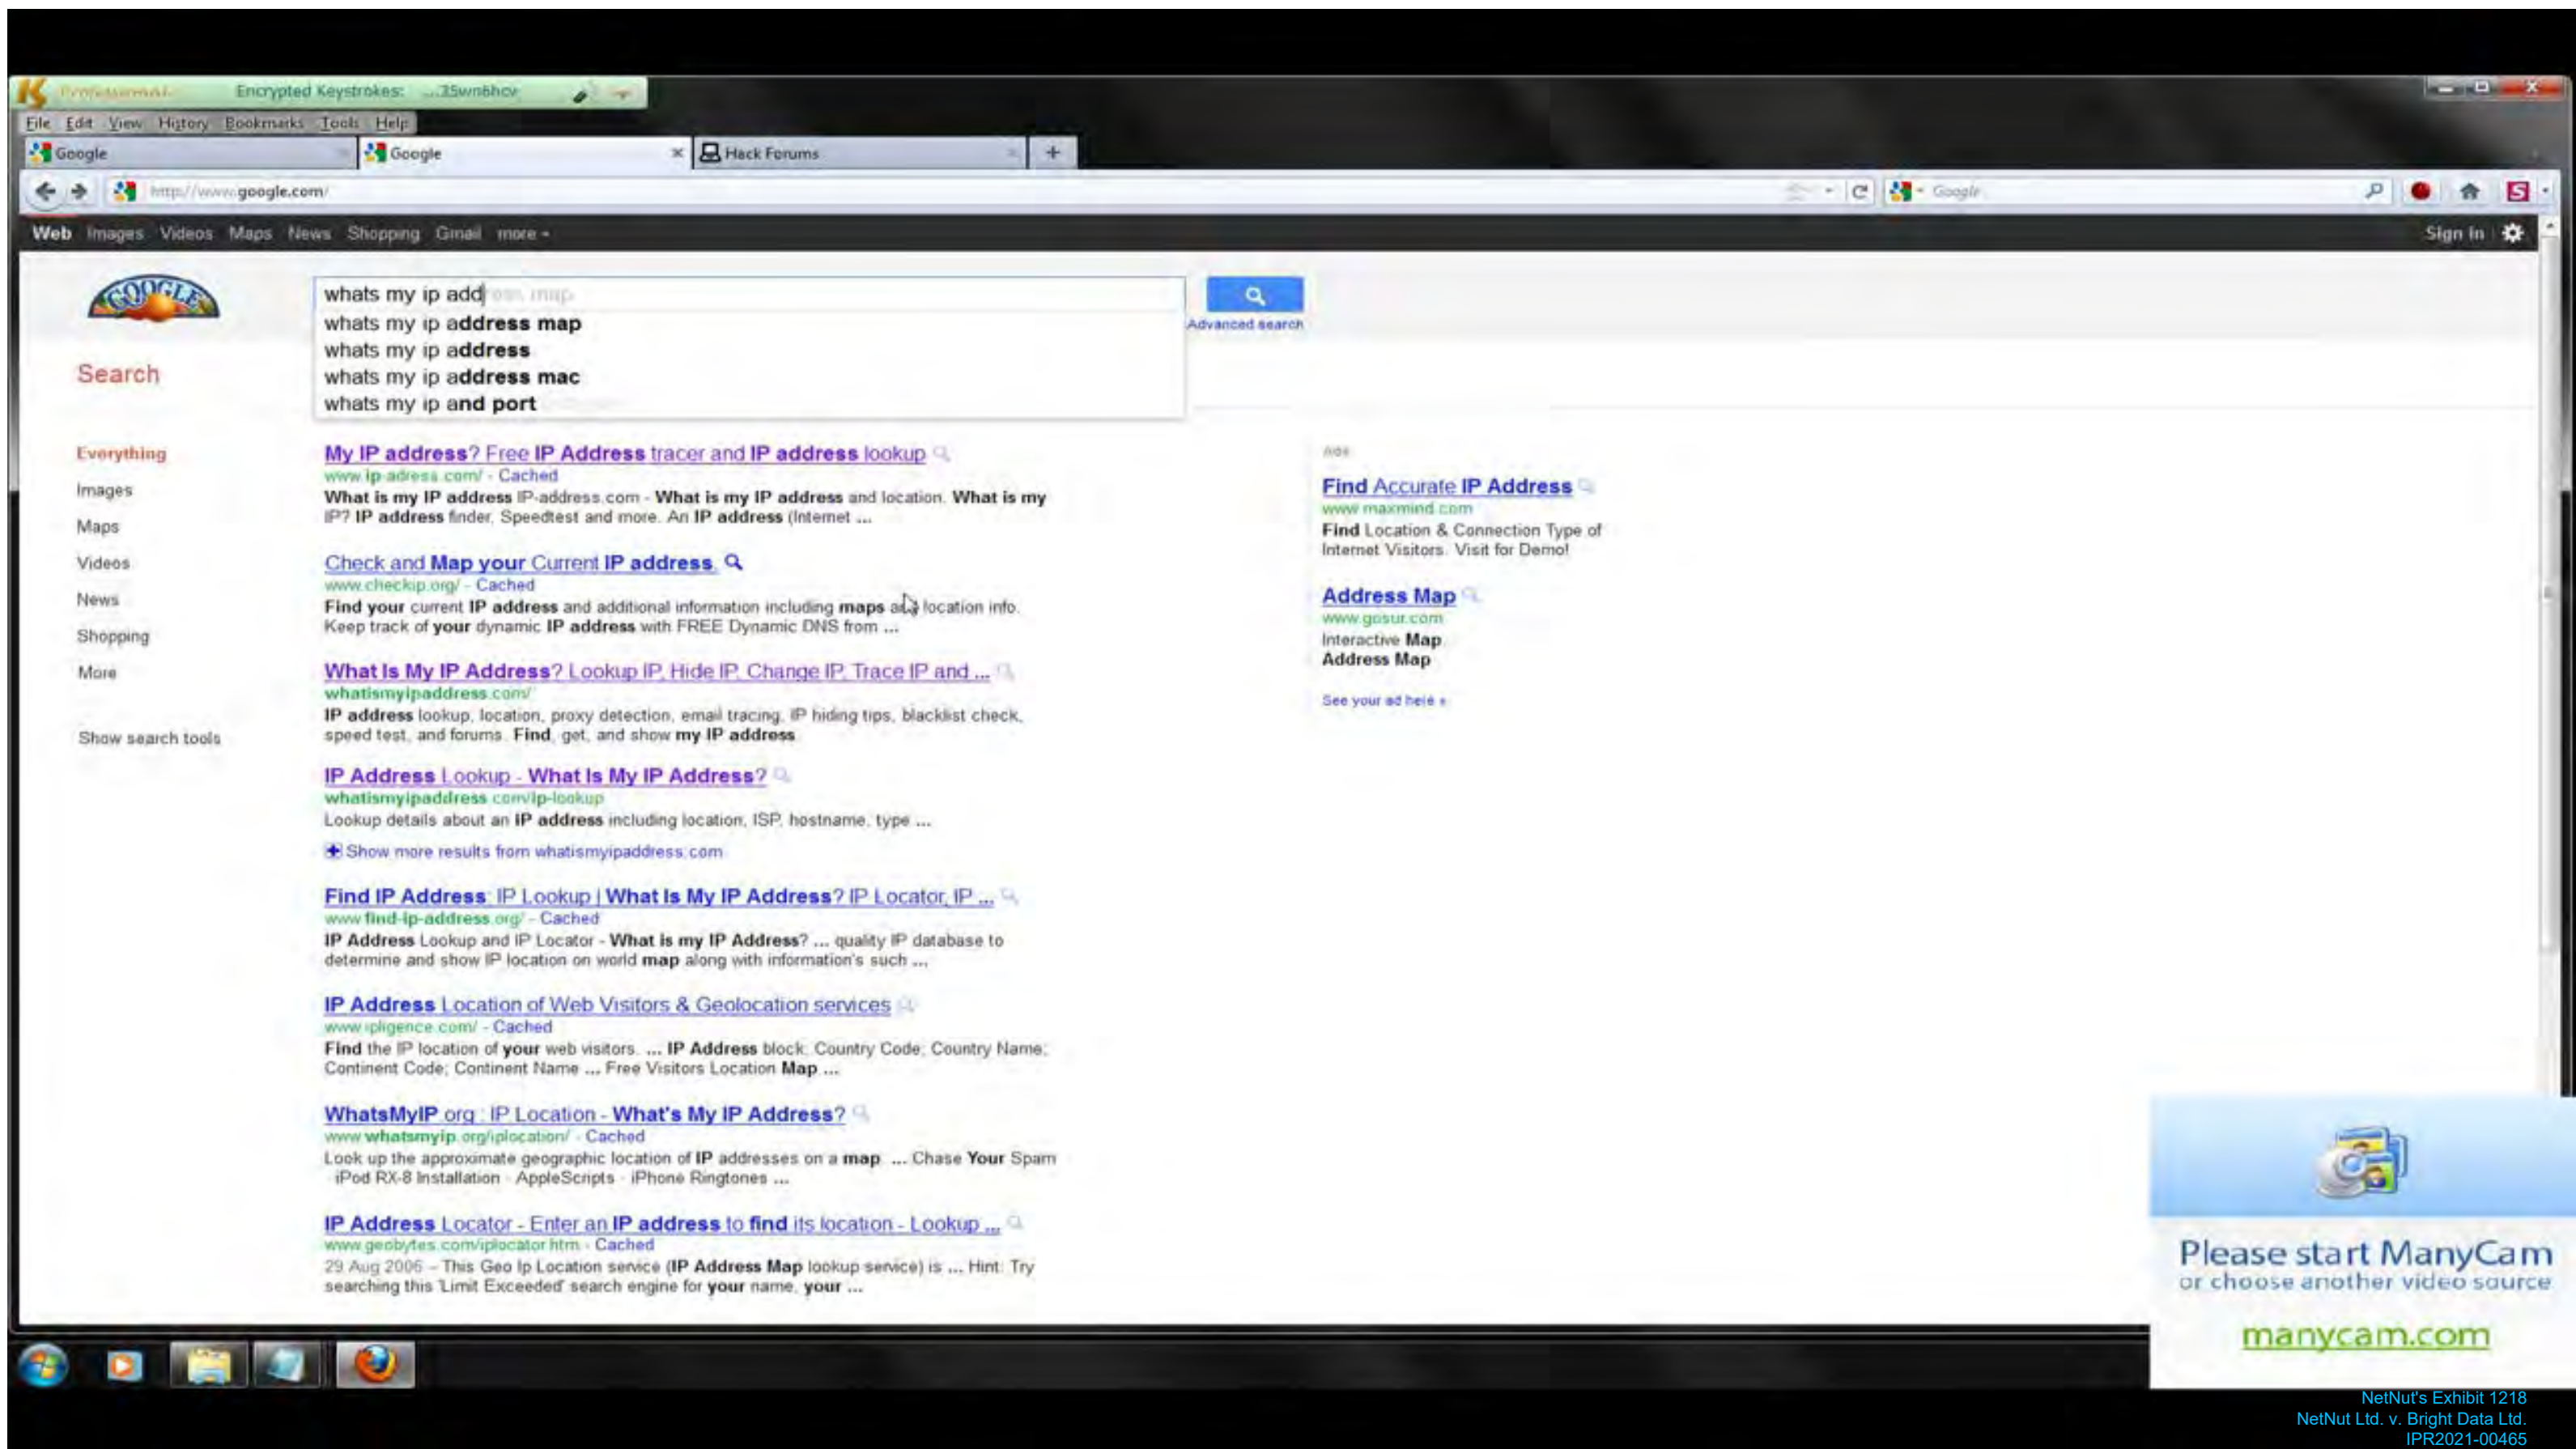 Encrypted Keystrokes:
File Edit View History Bookmarks Tools Help
Google
Google
Hack Forums
http://www.google.com/
Google
Web Images Videos Maps News Shopping Gmail more
Sign in
GOOGLE
whats my ip address map
Advanced search
whats my ip address map
whats my ip address
whats my ip address mac
whats my ip and port
Search
Everything
Images
Maps
Videos
News
Shopping
More
Show search tools
My IP address? Free IP Address tracer and IP address lookup
www.ip-adress.com/ - Cached
What is my IP address IP-address.com - What is my IP address and location. What is my
IP? IP address finder, Speedtest and more. An IP address (Internet ...
Check and Map your Current IP address.
www.checkip.org/ - Cached
Find your current IP address and additional information including maps and location info.
Keep track of your dynamic IP address with FREE Dynamic DNS from ...
What Is My IP Address? Lookup IP, Hide IP, Change IP, Trace IP and ...
whatismyipaddress.com/
IP address lookup, location, proxy detection, email tracing, IP hiding tips, blacklist check,
speed test, and forums. Find, get, and show my IP address
IP Address Lookup - What Is My IP Address?
whatismyipaddress.com/ip-lookup
Lookup details about an IP address including location, ISP, hostname, type ...
Show more results from whatismyipaddress.com
Find IP Address: IP Lookup | What Is My IP Address? IP Locator, IP ...
www.find-ip-address.org/ - Cached
IP Address Lookup and IP Locator - What is my IP Address? ... quality IP database to
determine and show IP location on world map along with information's such ...
IP Address Location of Web Visitors & Geolocation services
www.ipligence.com/ - Cached
Find the IP location of your web visitors. ... IP Address block; Country Code; Country Name;
Continent Code; Continent Name ... Free Visitors Location Map ...
WhatsMyIP.org : IP Location - What's My IP Address?
www.whatsmyip.org/iplocation/ - Cached
Look up the approximate geographic location of IP addresses on a map ... Chase Your Spam
· iPod RX-8 Installation · AppleScripts · iPhone Ringtones ...
IP Address Locator - Enter an IP address to find its location - Lookup ...
www.geobytes.com/iplocator.htm - Cached
29 Aug 2006 – This Geo Ip Location service (IP Address Map lookup service) is ... Hint: Try
searching this 'Limit Exceeded' search engine for your name, your ...
Ads
Find Accurate IP Address
www.maxmind.com
Find Location & Connection Type of
Internet Visitors. Visit for Demo!
Address Map
www.gosur.com
Interactive Map
Address Map
See your ad here »
Please start ManyCam
or choose another video source
manycam.com
NetNut's Exhibit 1218
NetNut Ltd. v. Bright Data Ltd.
IPR2021-00465